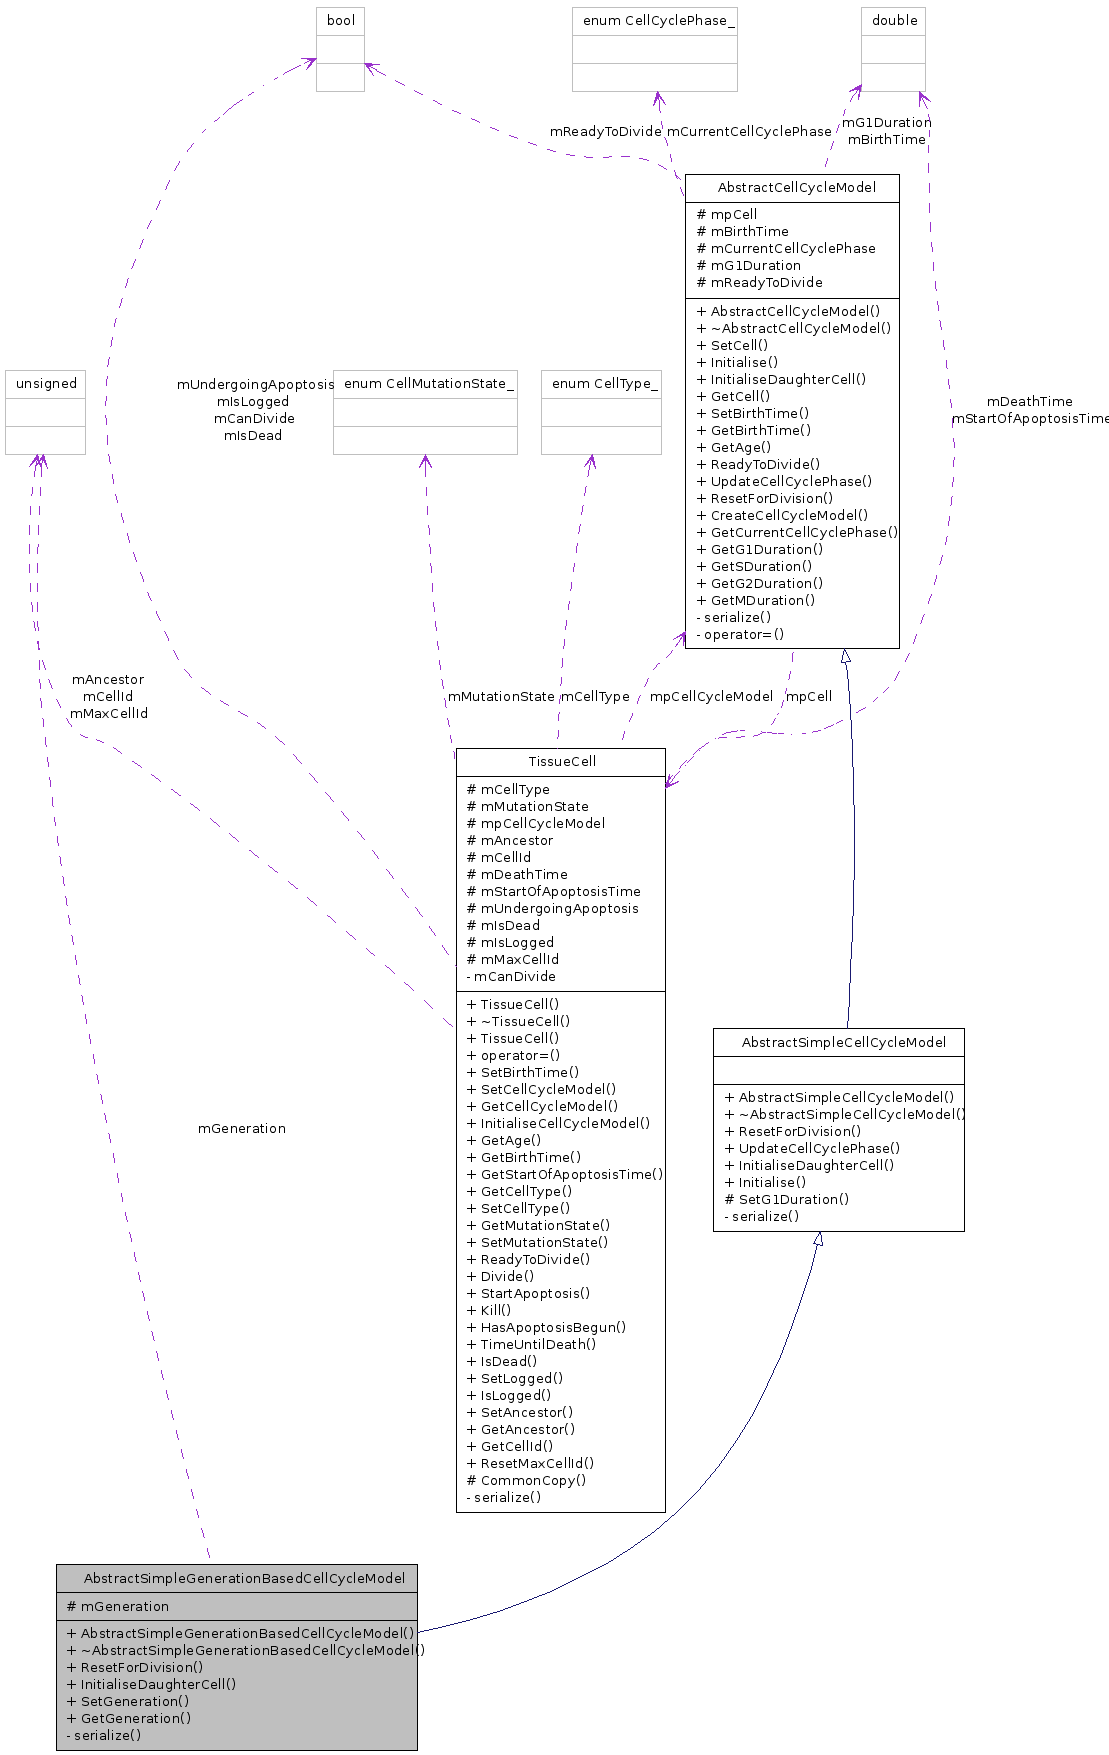 bool
enum CellCyclePhase_
double
mReadyToDivide
mCurrentCellCyclePhase
mG1Duration
mBirthTime
AbstractCellCycleModel
# mpCell
# mBirthTime
# mCurrentCellCyclePhase
# mG1Duration
# mReadyToDivide
+ AbstractCellCycleModel()
+ ~AbstractCellCycleModel()
+ SetCell()
+ Initialise()
+ InitialiseDaughterCell()
+ GetCell()
+ SetBirthTime()
+ GetBirthTime()
+ GetAge()
+ ReadyToDivide()
+ UpdateCellCyclePhase()
+ ResetForDivision()
+ CreateCellCycleModel()
+ GetCurrentCellCyclePhase()
+ GetG1Duration()
+ GetSDuration()
+ GetG2Duration()
+ GetMDuration()
- serialize()
- operator=()
unsigned
mUndergoingApoptosis
mIsLogged
mCanDivide
mIsDead
enum CellMutationState_
enum CellType_
mDeathTime
mStartOfApoptosisTime
mAncestor
mCellId
mMaxCellId
mMutationState
mCellType
mpCellCycleModel
mpCell
TissueCell
# mCellType
# mMutationState
# mpCellCycleModel
# mAncestor
# mCellId
# mDeathTime
# mStartOfApoptosisTime
# mUndergoingApoptosis
# mIsDead
# mIsLogged
# mMaxCellId
- mCanDivide
+ TissueCell()
+ ~TissueCell()
+ TissueCell()
+ operator=()
+ SetBirthTime()
+ SetCellCycleModel()
+ GetCellCycleModel()
+ InitialiseCellCycleModel()
+ GetAge()
+ GetBirthTime()
+ GetStartOfApoptosisTime()
+ GetCellType()
+ SetCellType()
+ GetMutationState()
+ SetMutationState()
+ ReadyToDivide()
+ Divide()
+ StartApoptosis()
+ Kill()
+ HasApoptosisBegun()
+ TimeUntilDeath()
+ IsDead()
+ SetLogged()
+ IsLogged()
+ SetAncestor()
+ GetAncestor()
+ GetCellId()
+ ResetMaxCellId()
# CommonCopy()
- serialize()
AbstractSimpleCellCycleModel
+ AbstractSimpleCellCycleModel()
+ ~AbstractSimpleCellCycleModel()
+ ResetForDivision()
+ UpdateCellCyclePhase()
+ InitialiseDaughterCell()
+ Initialise()
# SetG1Duration()
- serialize()
mGeneration
AbstractSimpleGenerationBasedCellCycleModel
# mGeneration
+ AbstractSimpleGenerationBasedCellCycleModel()
+ ~AbstractSimpleGenerationBasedCellCycleModel()
+ ResetForDivision()
+ InitialiseDaughterCell()
+ SetGeneration()
+ GetGeneration()
- serialize()